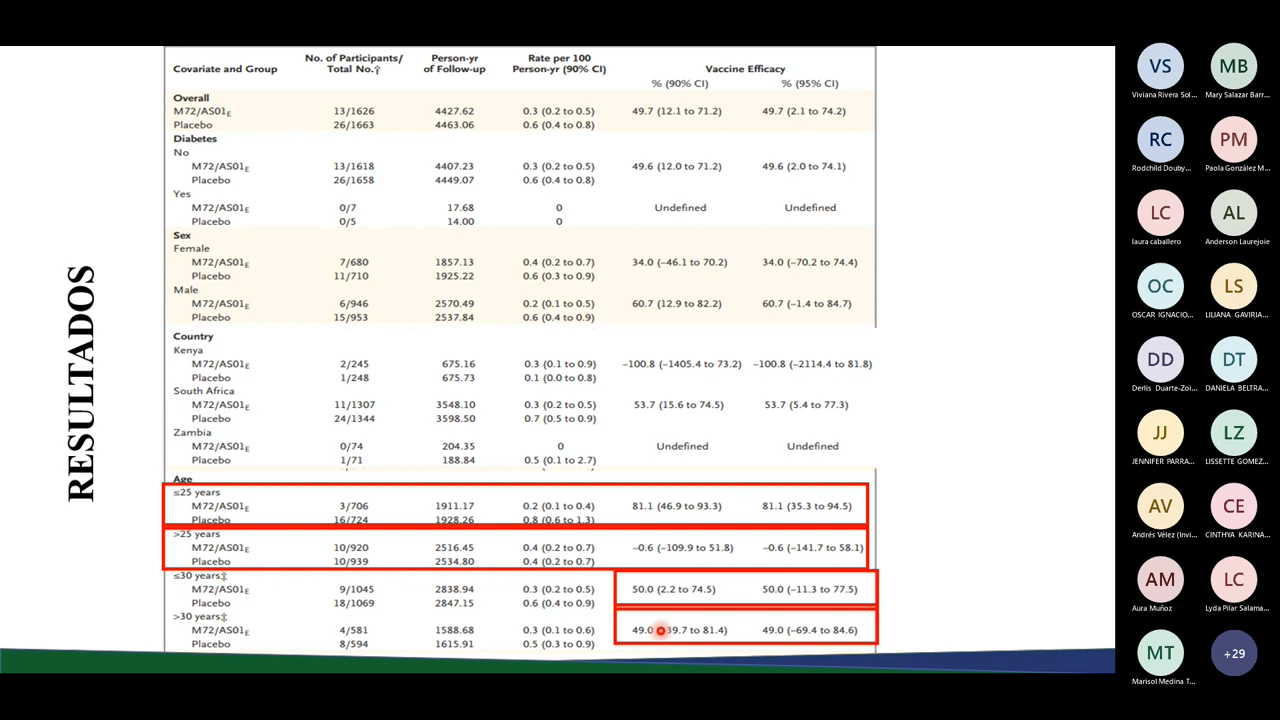 RESULTADOS
Covariate and Group No. of Participants/ Total No.† Person-yr of Follow-up Rate per 100 Person-yr (90% CI) Vaccine Efficacy
% (90% CI) % (95% CI)
Overall
M72/AS01E 13/1626 4427.62 0.3 (0.2 to 0.5) 49.7 (12.1 to 71.2) 49.7 (2.1 to 74.2)
Placebo 26/1663 4463.06 0.6 (0.4 to 0.8)
Diabetes
No
M72/AS01E 13/1618 4407.23 0.3 (0.2 to 0.5) 49.6 (12.0 to 71.2) 49.6 (2.0 to 74.1)
Placebo 26/1658 4449.07 0.6 (0.4 to 0.8)
Yes
M72/AS01E 0/7 17.68 0 Undefined Undefined
Placebo 0/5 14.00 0
Sex
Female
M72/AS01E 7/680 1857.13 0.4 (0.2 to 0.7) 34.0 (−46.1 to 70.2) 34.0 (−70.2 to 74.4)
Placebo 11/710 1925.22 0.6 (0.3 to 0.9)
Male
M72/AS01E 6/946 2570.49 0.2 (0.1 to 0.5) 60.7 (12.9 to 82.2) 60.7 (−1.4 to 84.7)
Placebo 15/953 2537.84 0.6 (0.4 to 0.9)
Country
Kenya
M72/AS01E 2/245 675.16 0.3 (0.1 to 0.9) −100.8 (−1405.4 to 73.2) −100.8 (−2114.4 to 81.8)
Placebo 1/248 675.73 0.1 (0.0 to 0.8)
South Africa
M72/AS01E 11/1307 3548.10 0.3 (0.2 to 0.5) 53.7 (15.6 to 74.5) 53.7 (5.4 to 77.3)
Placebo 24/1344 3598.50 0.7 (0.5 to 0.9)
Zambia
M72/AS01E 0/74 204.35 0 Undefined Undefined
Placebo 1/71 188.84 0.5 (0.1 to 2.7)
Age
≤25 years
M72/AS01E 3/706 1911.17 0.2 (0.1 to 0.4) 81.1 (46.9 to 93.3) 81.1 (35.3 to 94.5)
Placebo 16/724 1928.26 0.8 (0.6 to 1.3)
>25 years
M72/AS01E 10/920 2516.45 0.4 (0.2 to 0.7) −0.6 (−109.9 to 51.8) −0.6 (−141.7 to 58.1)
Placebo 10/939 2534.80 0.4 (0.2 to 0.7)
≤30 years‡
M72/AS01E 9/1045 2838.94 0.3 (0.2 to 0.5) 50.0 (2.2 to 74.5) 50.0 (−11.3 to 77.5)
Placebo 18/1069 2847.15 0.6 (0.4 to 0.9)
>30 years‡
M72/AS01E 4/581 1588.68 0.3 (0.1 to 0.6) 49.0 39.7 to 81.4) 49.0 (−69.4 to 84.6)
Placebo 8/594 1615.91 0.5 (0.3 to 0.9)
VS MB
Viviana Rivera Sol... Mary Salazar Barr...
RC PM
Rodchild Douby... Paola González M...
LC AL
laura caballero Anderson Laurejoie
OC LS
OSCAR IGNACIO... LILIANA GAVIRIA...
DD DT
Derlis Duarte-Zoi... DANIELA BELTRA...
JJ LZ
JENNIFER PARRA... LISSETTE GOMEZ...
AV CE
Andrés Vélez (Invi... CINTHYA KARINA...
AM LC
Aura Muñoz Lyda Pilar Salama...
MT +29
Marisol Medina T...